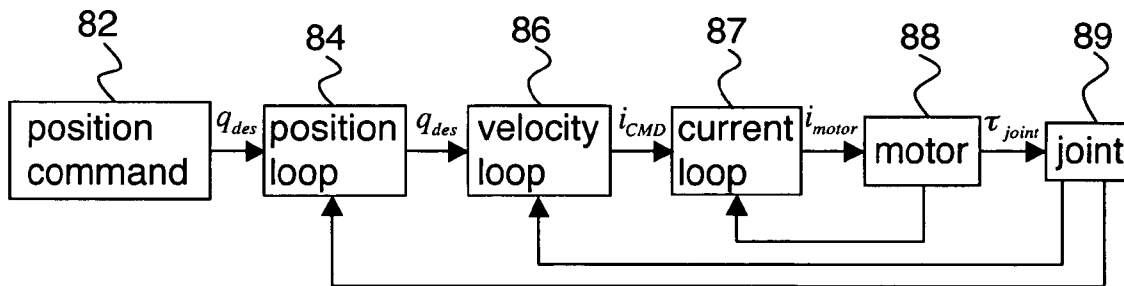 82
84
86
87
88
89
position
command
q_des
position
loop
q_des
velocity
loop
i_CMD
current
loop
i_motor
motor
τ_joint
joint